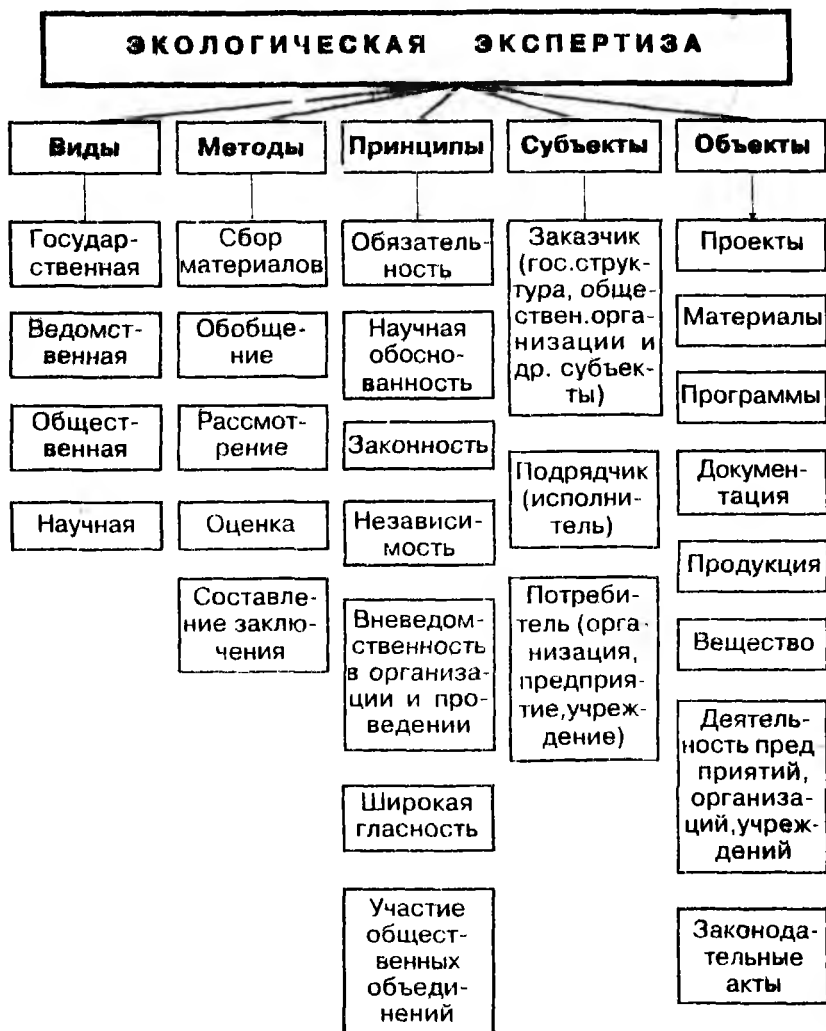 ЭКОЛОГИЧЕСКАЯ ЭКСПЕРТИЗА
Виды
Государ-
ственная
Ведомст-
венная
Общест-
венная
Научная
Методы
Сбор
материалов
Обобще-
ние
Рассмот-
рение
Оценка
Составле-
ние заклю-
чения
Принципы
Обязатель-
ность
Научная
обосно-
ванность
Законность
Независи-
мость
Вневедом-
ственность
в организа-
ции и про-
ведении
Широкая
гласность
Участие
общест-
венных
объеди-
нений
Субъекты
Заказчик
(гос.струк-
тура, обще-
ствен.орга-
низации и
др. субъек-
ты)
Подрядчик
(исполни-
тель)
Потреби-
тель (орга-
низация,
предприя-
тие,учреж-
дение)
Объекты
Проекты
Материалы
Программы
Докумен-
тация
Продукция
Вещество
Деятель-
ность пред
приятий,
организа-
ций,учреж-
дений
Законода-
тельные
акты